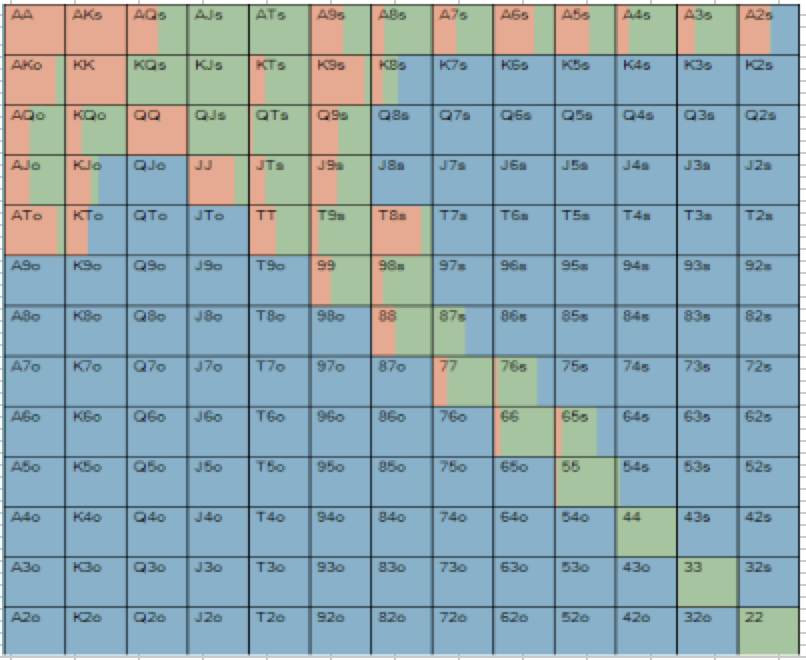 AA AKs AQs AJs ATs A9s A8s A7s A6s A5s A4s A3s A2s
AKo KK KQs KJs KTs K9s K8s K7s K6s K5s K4s K3s K2s
AQo KQo QQ QJs QTs Q9s Q8s Q7s Q6s Q5s Q4s Q3s Q2s
AJo KJo QJo JJ JTs J9s J8s J7s J6s J5s J4s J3s J2s
ATo KTo QTo JTo TT T9s T8s T7s T6s T5s T4s T3s T2s
A9o K9o Q9o J9o T9o 99 98s 97s 96s 95s 94s 93s 92s
A8o K8o Q8o J8o T8o 98o 88 87s 86s 85s 84s 83s 82s
A7o K7o Q7o J7o T7o 97o 87o 77 76s 75s 74s 73s 72s
A6o K6o Q6o J6o T6o 96o 86o 76o 66 65s 64s 63s 62s
A5o K5o Q5o J5o T5o 95o 85o 75o 65o 55 54s 53s 52s
A4o K4o Q4o J4o T4o 94o 84o 74o 64o 54o 44 43s 42s
A3o K3o Q3o J3o T3o 93o 83o 73o 63o 53o 43o 33 32s
A2o K2o Q2o J2o T2o 92o 82o 72o 62o 52o 42o 32o 22